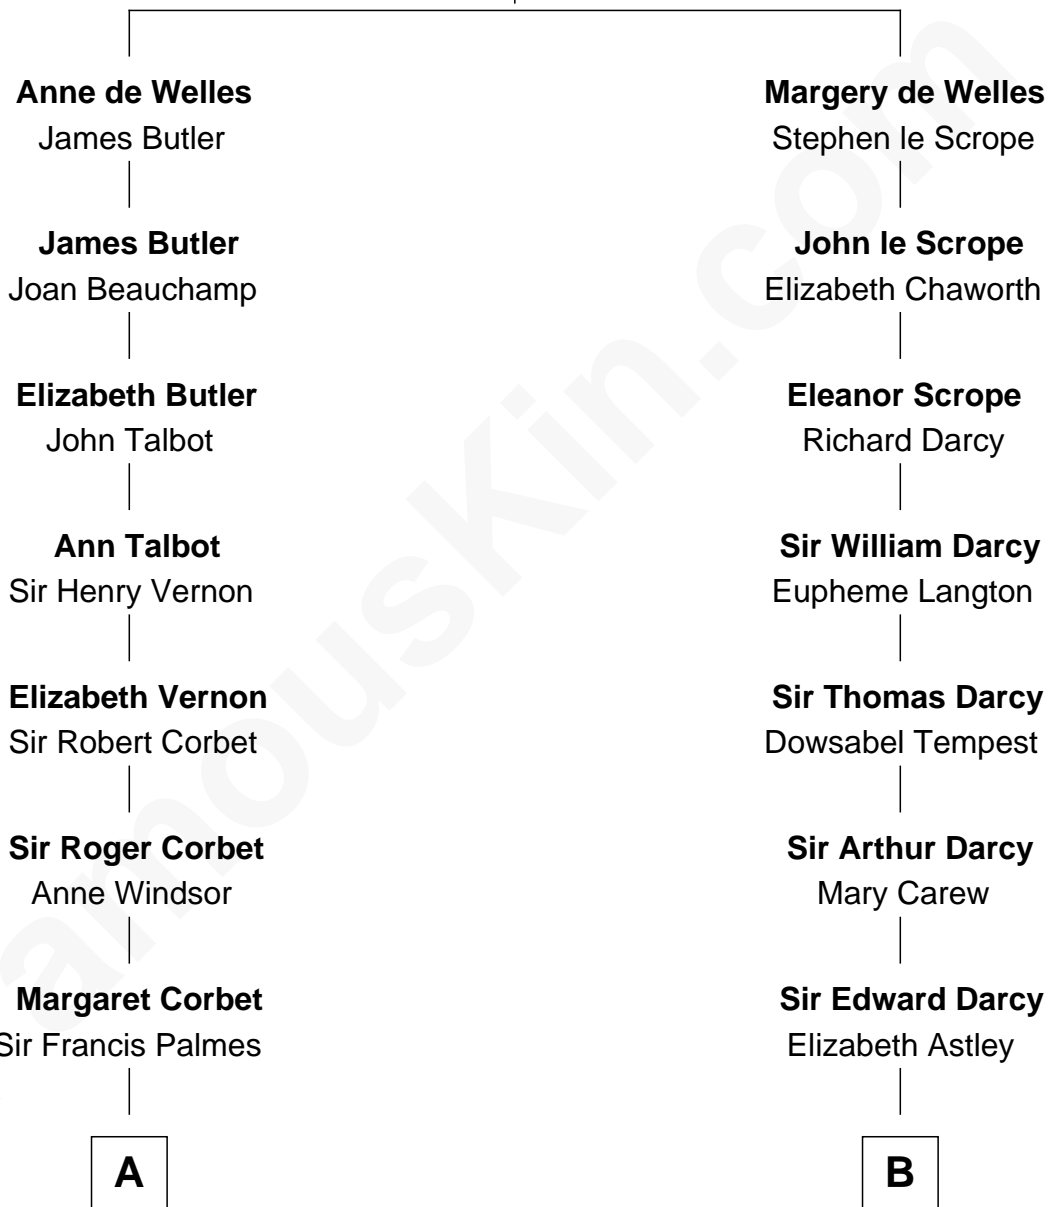 Anne de Welles
James Butler
James Butler
Joan Beauchamp
Elizabeth Butler
John Talbot
Ann Talbot
Sir Henry Vernon
Elizabeth Vernon
Sir Robert Corbet
Sir Roger Corbet
Anne Windsor
Margaret Corbet
Sir Francis Palmes
A
Margery de Welles
Stephen le Scrope
John le Scrope
Elizabeth Chaworth
Eleanor Scrope
Richard Darcy
Sir William Darcy
Eupheme Langton
Sir Thomas Darcy
Dowsabel Tempest
Sir Arthur Darcy
Mary Carew
Sir Edward Darcy
Elizabeth Astley
B
amouskin.com